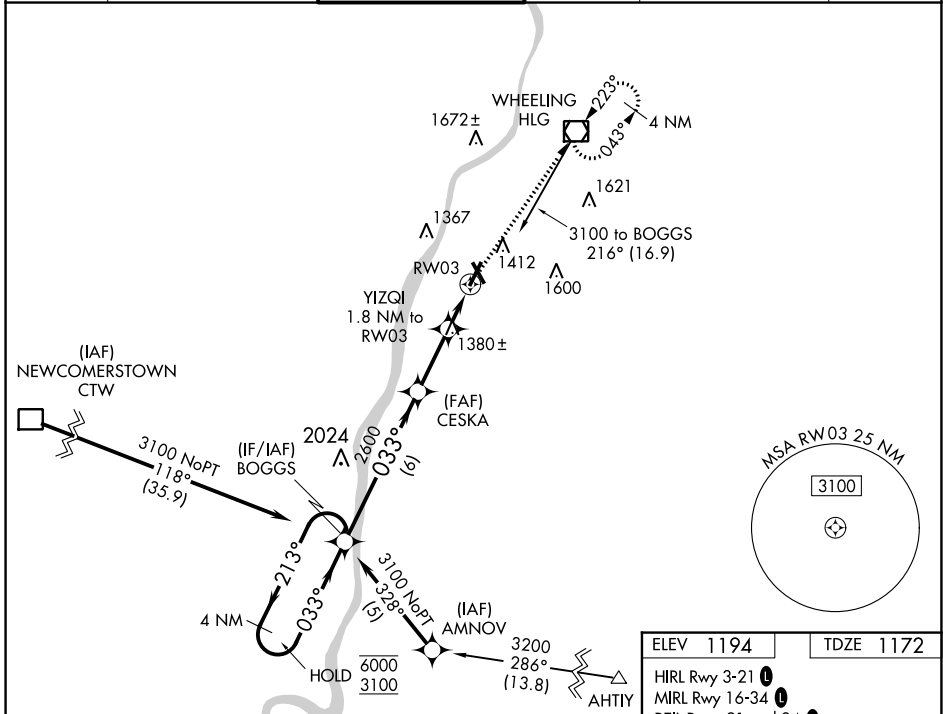 WHEELING
HLG
223°
043°
4 NM
1672±
1621
1367
3100 to BOGGS
216° (16.9)
1412
RW03
1600
YIZQI
1.8 NM to
RW03
1380±
(IAF)
NEWCOMERSTOWN
CTW
(FAF)
CESKA
3100 NoPT
118°
(35.9)
(IF/IAF)
BOGGS
2024
2600
033°
(6)
MSA RW03 25 NM
3100
213°
033°
4 NM
HOLD
6000
3100
3100 NoPT
328°
(5)
(IAF)
AMNOV
3200
286°
(13.8)
AHTIY
ELEV 1194
TDZE 1172
HIRL Rwy 3-21 L
MIRL Rwy 16-34 L